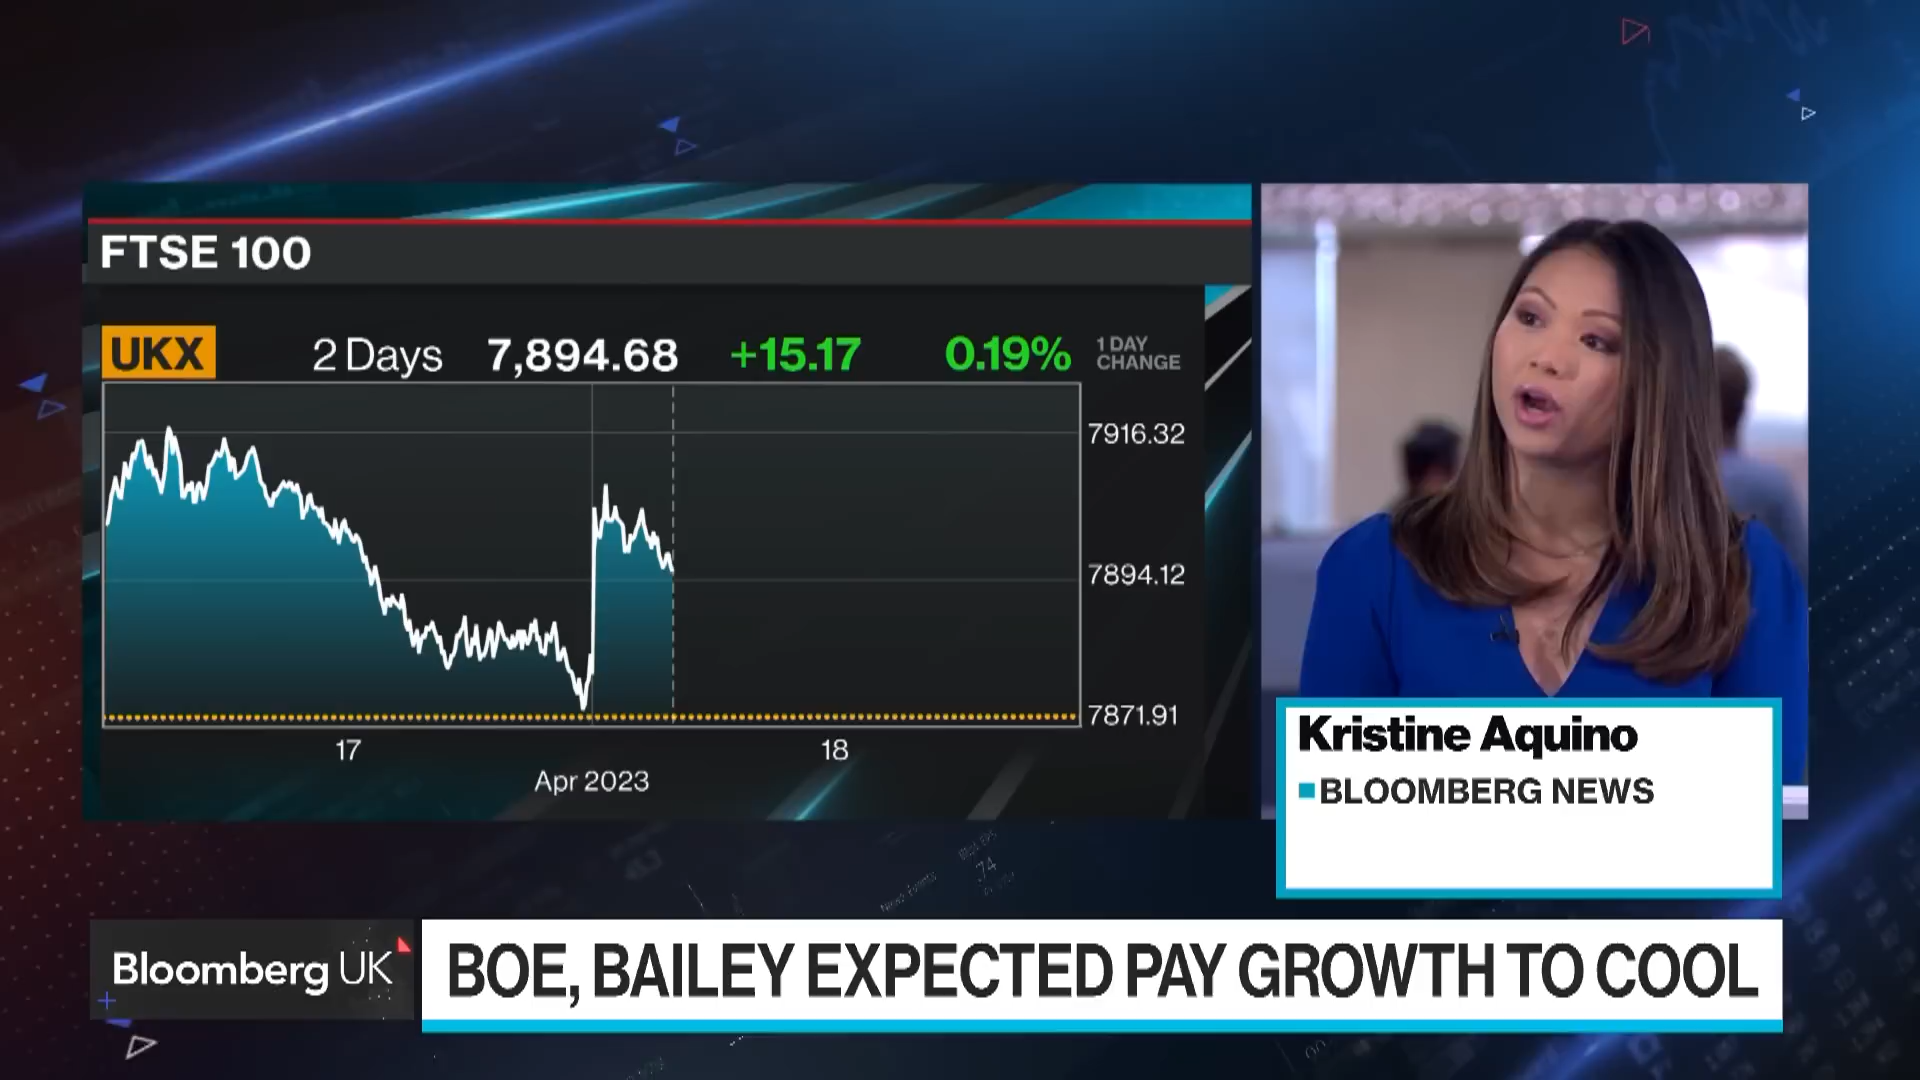 FTSE 100
UKX 2 Days 7,894.68 +15.17 0.19% 1 DAY
CHANGE
7916.32
7894.12
7871.91
17 18
Apr 2023
Kristine Aquino
BLOOMBERG NEWS
74
Bloomberg UK
BOE, BAILEY EXPECTED PAY GROWTH TO COOL